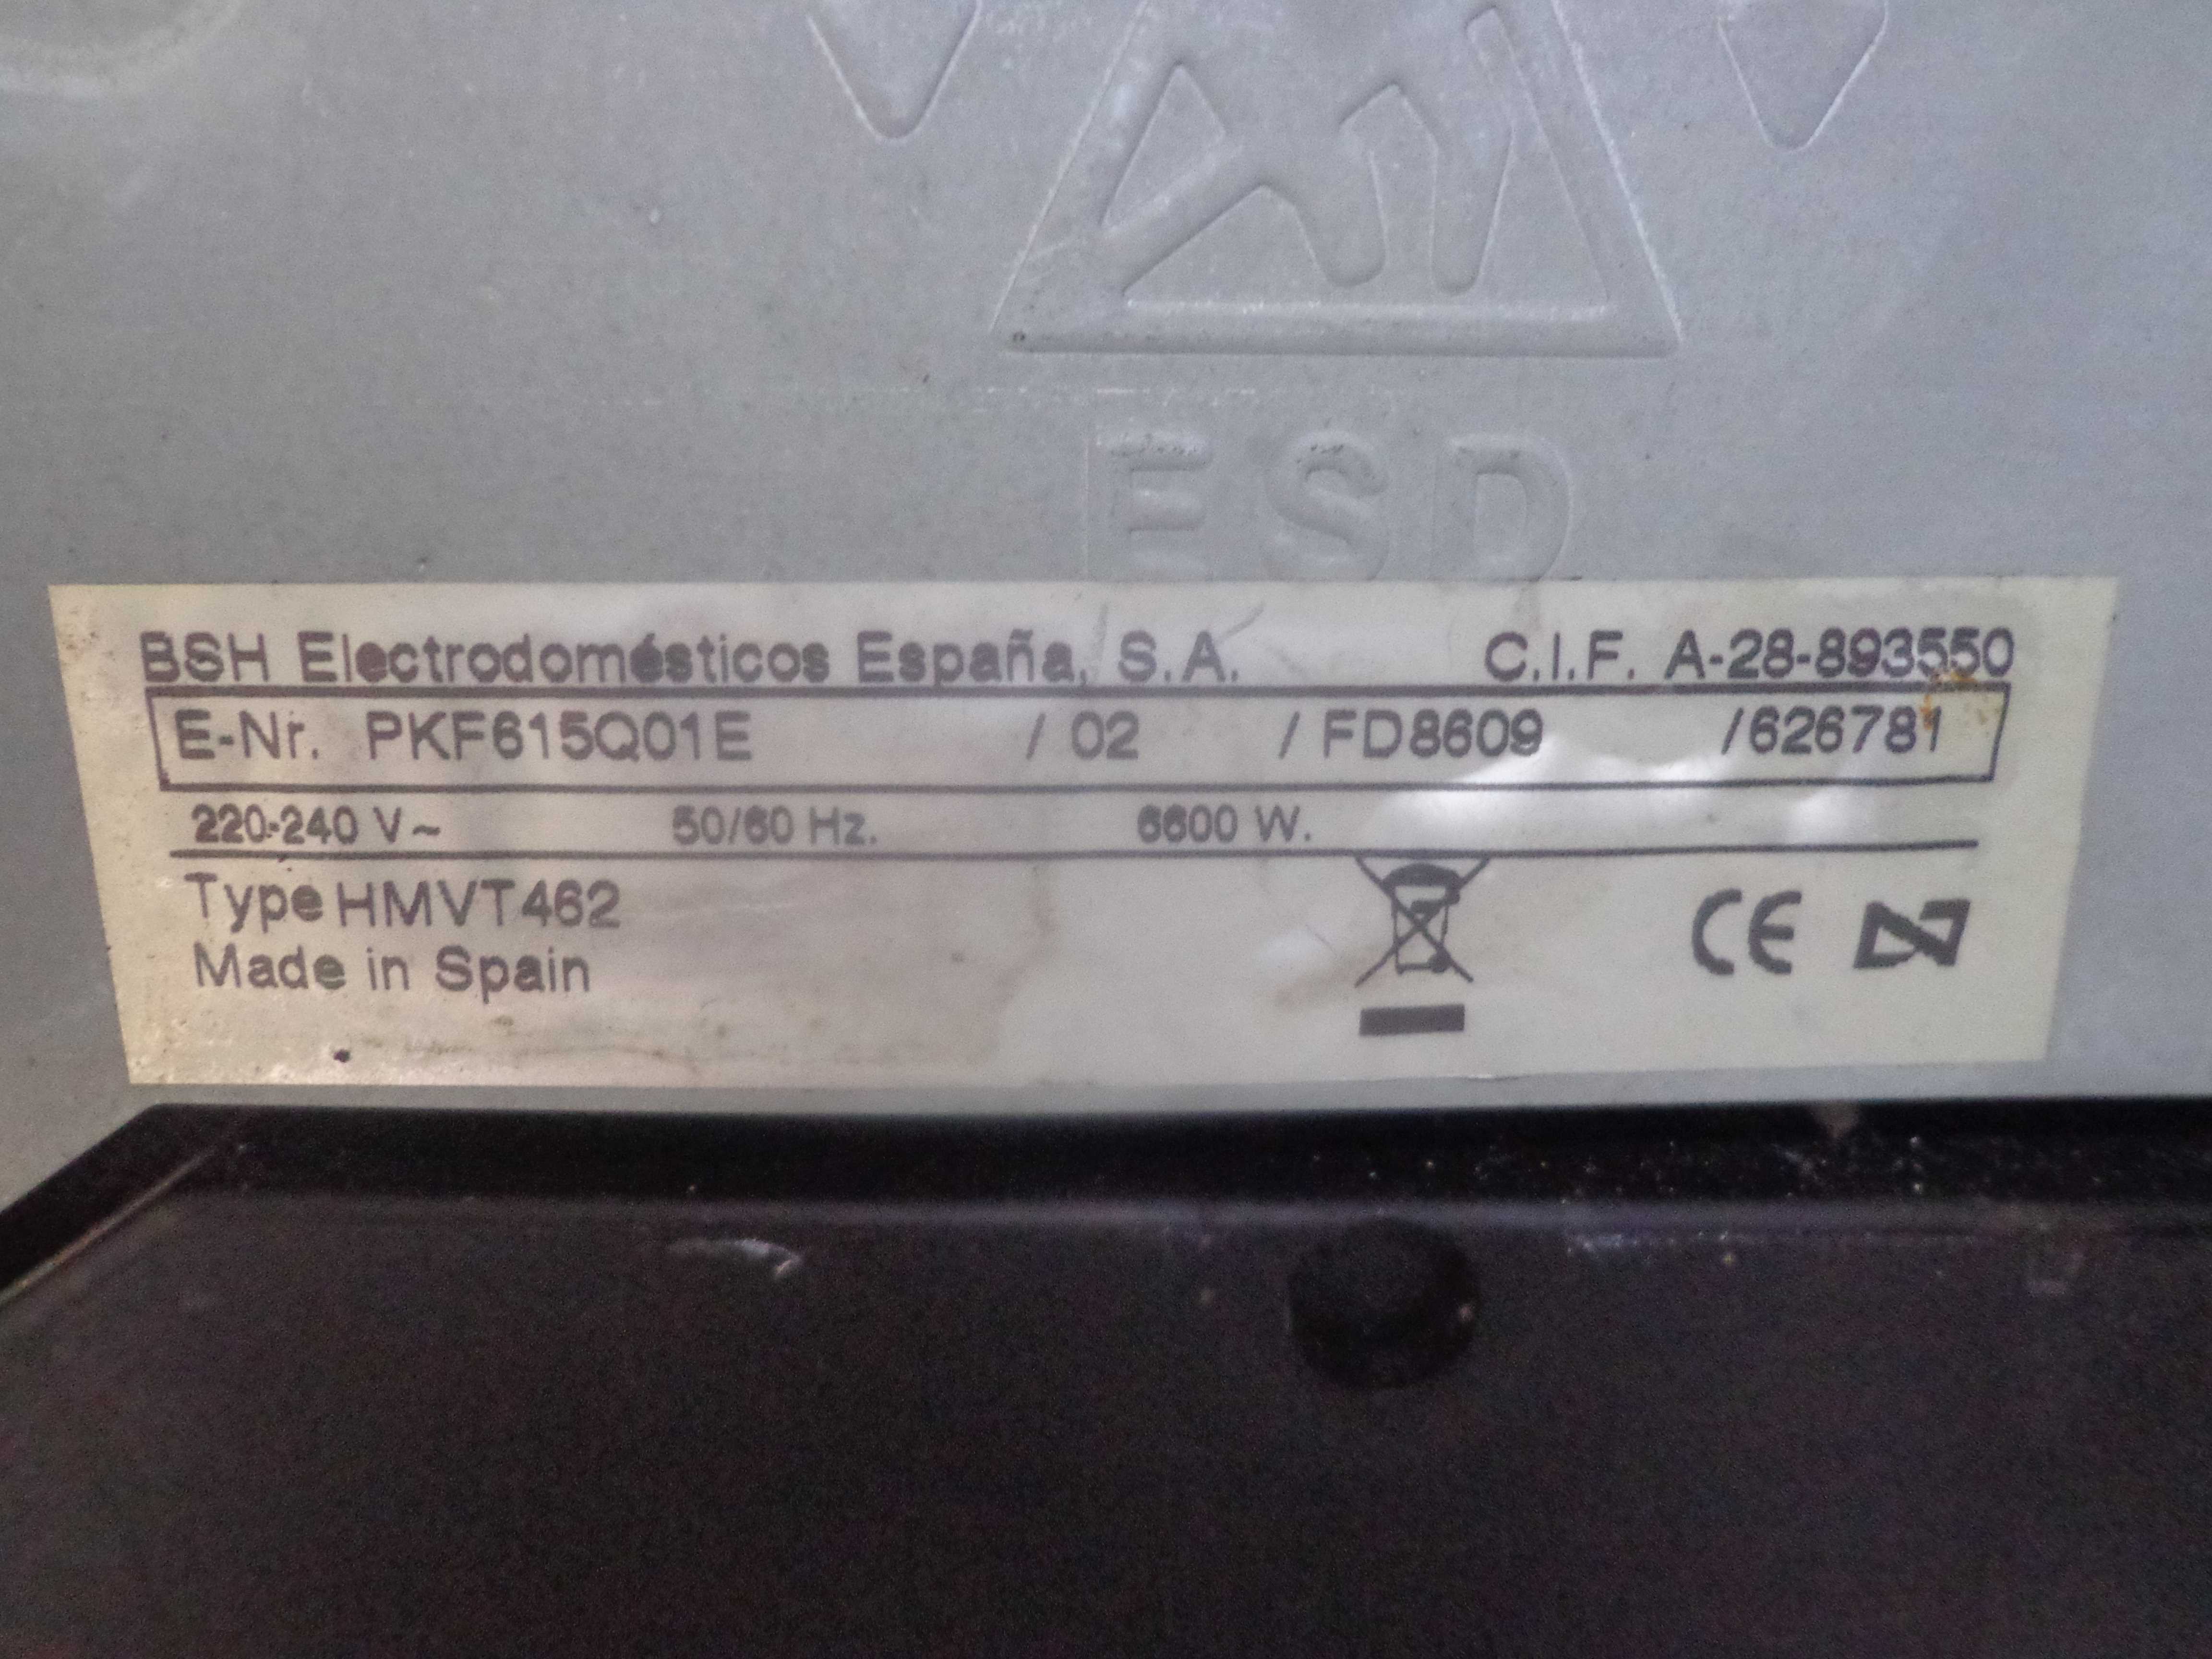 ESD
BSH Electrodomésticos España, S.A. C.I.F. A-28-893550
E-Nr. PKF615Q01E / 02 / FD8609 /626781
220-240 V~ 50/60 Hz. 6600 W.
Type HMVT462
Made in Spain
CE N